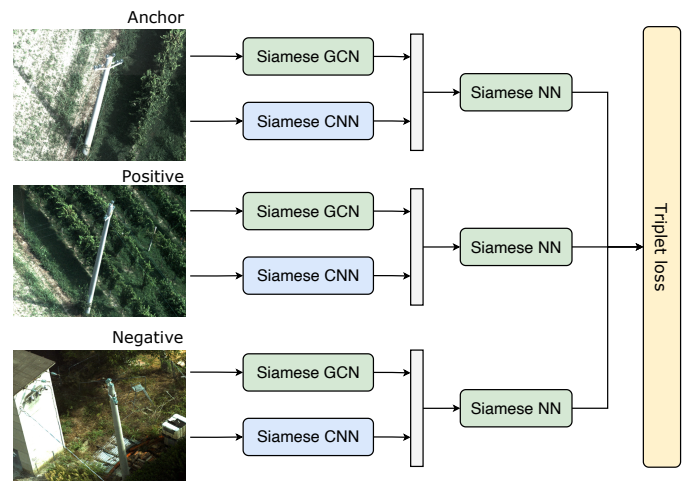 Anchor
Siamese GCN
Siamese CNN
Siamese NN
Positive
Siamese GCN
Siamese CNN
Siamese NN
Negative
Siamese GCN
Siamese CNN
Siamese NN
Triplet loss